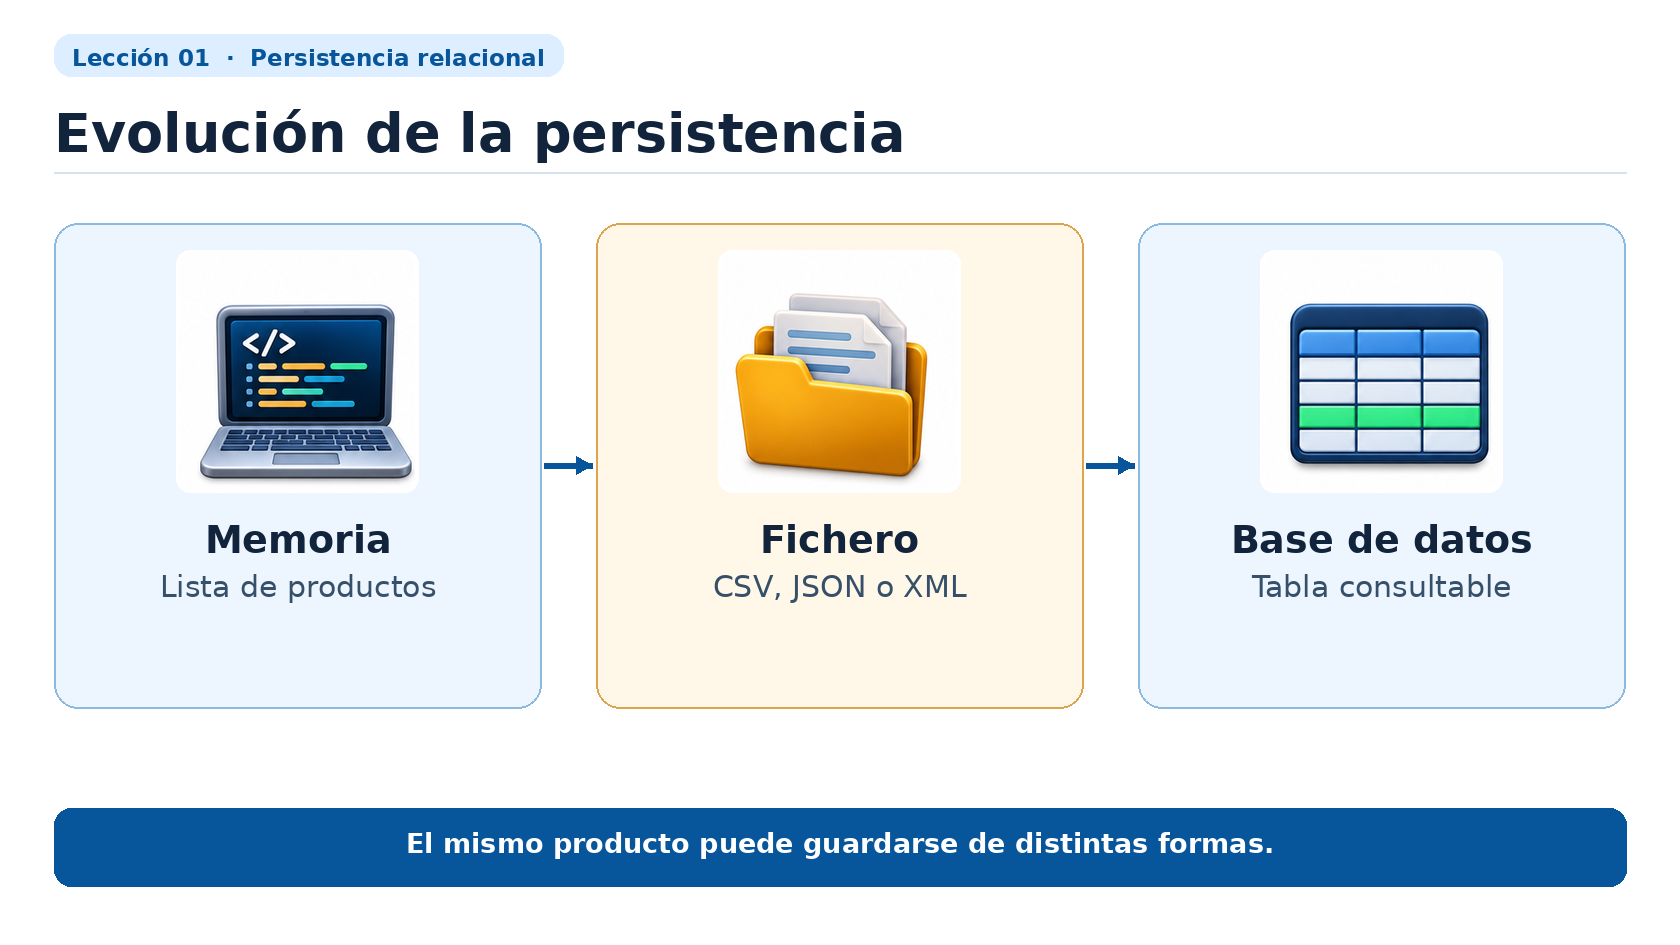 Lección 01 · Persistencia relacional
Evolución de la persistencia
</>
Memoria
Lista de productos
Fichero
CSV, JSON o XML
Base de datos
Tabla consultable
El mismo producto puede guardarse de distintas formas.